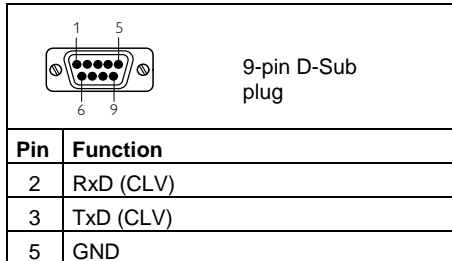 1 5
6 9
9-pin D-Sub
plug
Pin Function
2 RxD (CLV)
3 TxD (CLV)
5 GND